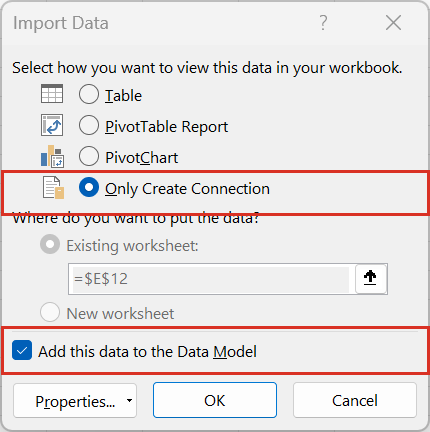 Import Data
?
Select how you want to view this data in your workbook.
Table
PivotTable Report
PivotChart
Only Create Connection
Where do you want to put the data?
Existing worksheet:
=$E$12
New worksheet
Add this data to the Data Model
Properties...
OK
Cancel